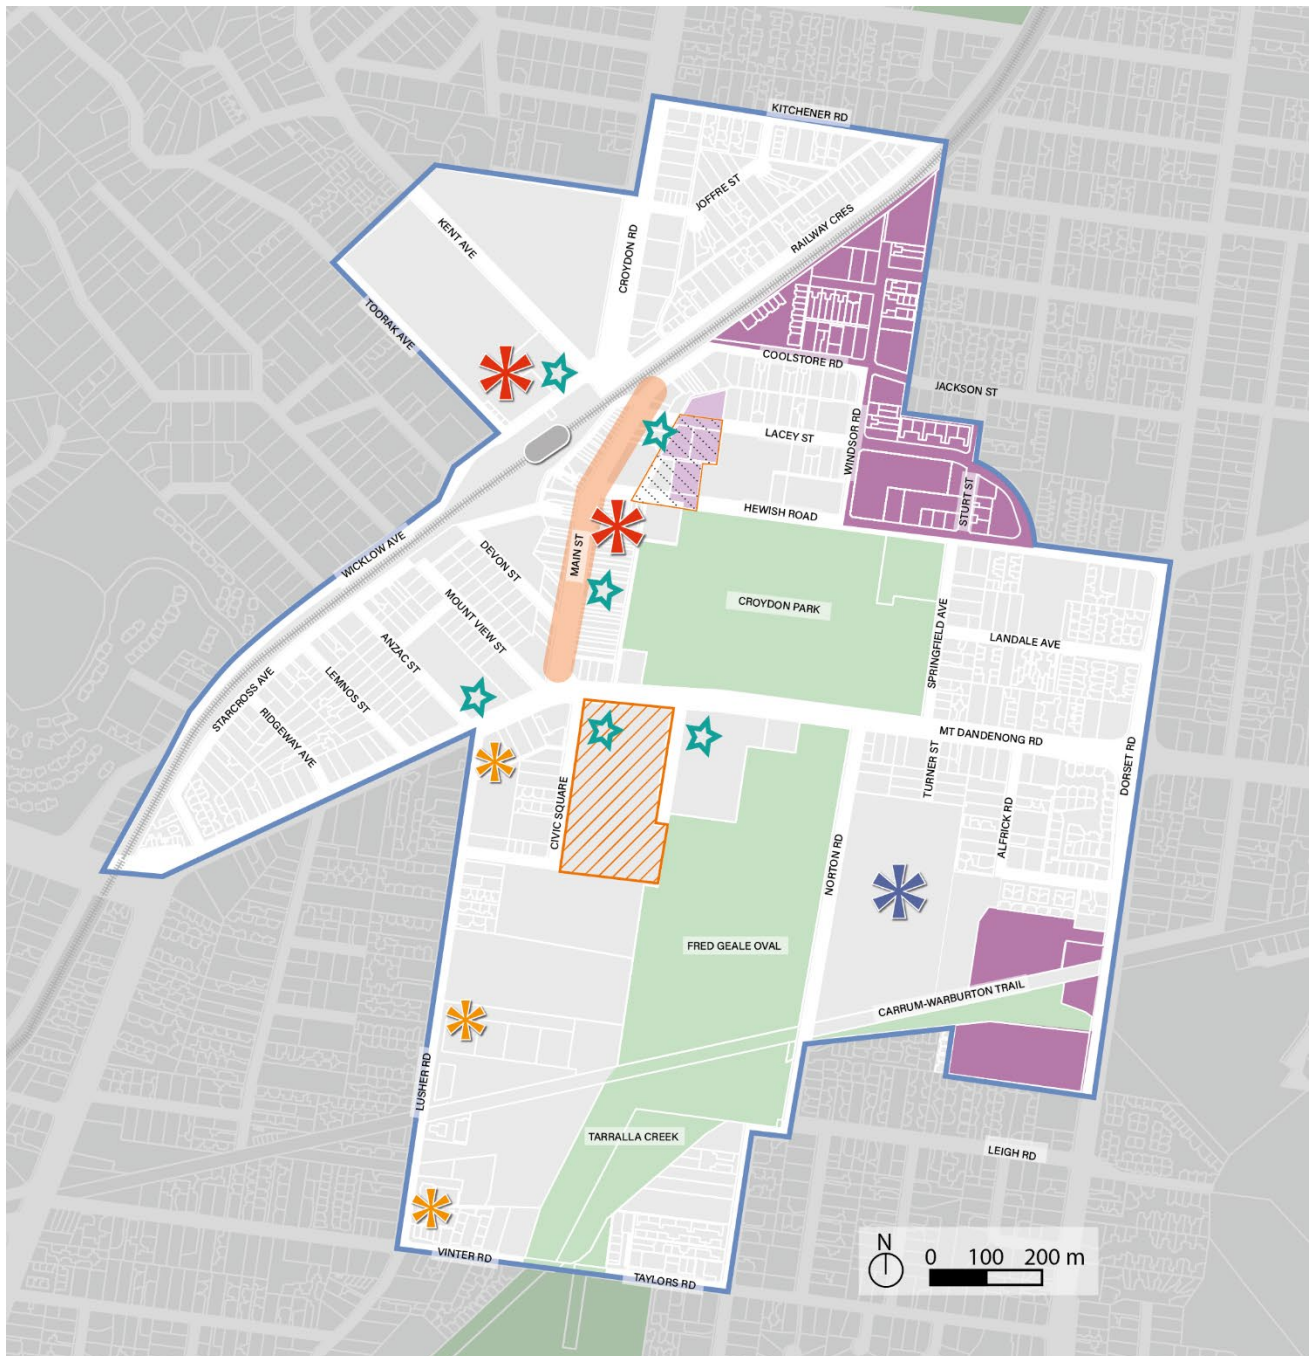 KITCHENER RD
JOFFRE ST
KENT AVE
CROYDON RD
RAILWAY CRES
TOORAK AVE
COOLSTORE RD
JACKSON ST
LACEY ST
WINDSOR RD
STURT ST
HEWISH ROAD
MAIN ST
WICKLOW AVE
DEVON ST
MOUNT VIEW ST
CROYDON PARK
ANZAC ST
SPRINGFIELD AVE
LANDALE AVE
LEMNOS ST
STARCROSS AVE
RIDGEWAY AVE
MT DANDENONG RD
DORSET RD
TURNER ST
CIVIC SQUARE
ALFRICK RD
NORTON RD
FRED GEALE OVAL
CARRUM-WARBURTON TRAIL
LUSHER RD
TARRALLA CREEK
LEIGH RD
VINTER RD
TAYLORS RD
N
0 100 200 m